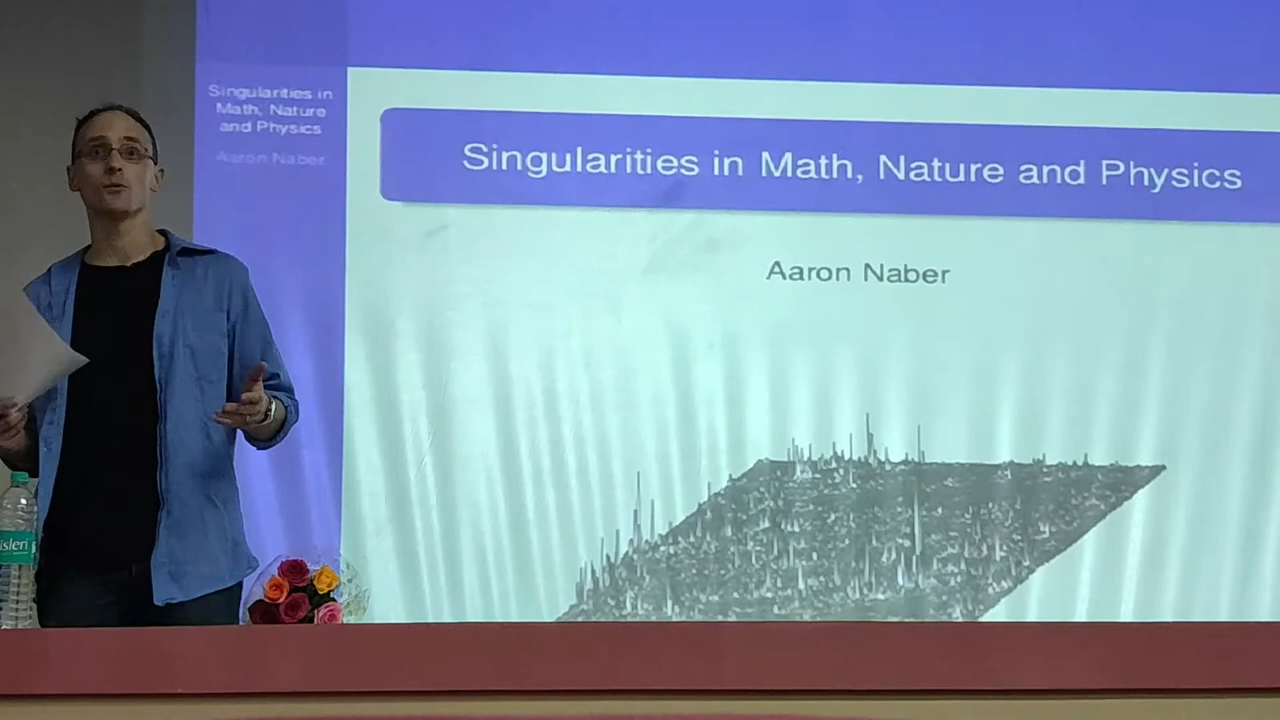 Singularities in
Math, Nature
and Physics
Aaron Naber
Singularities in Math, Nature and Physics
Aaron Naber
isleri